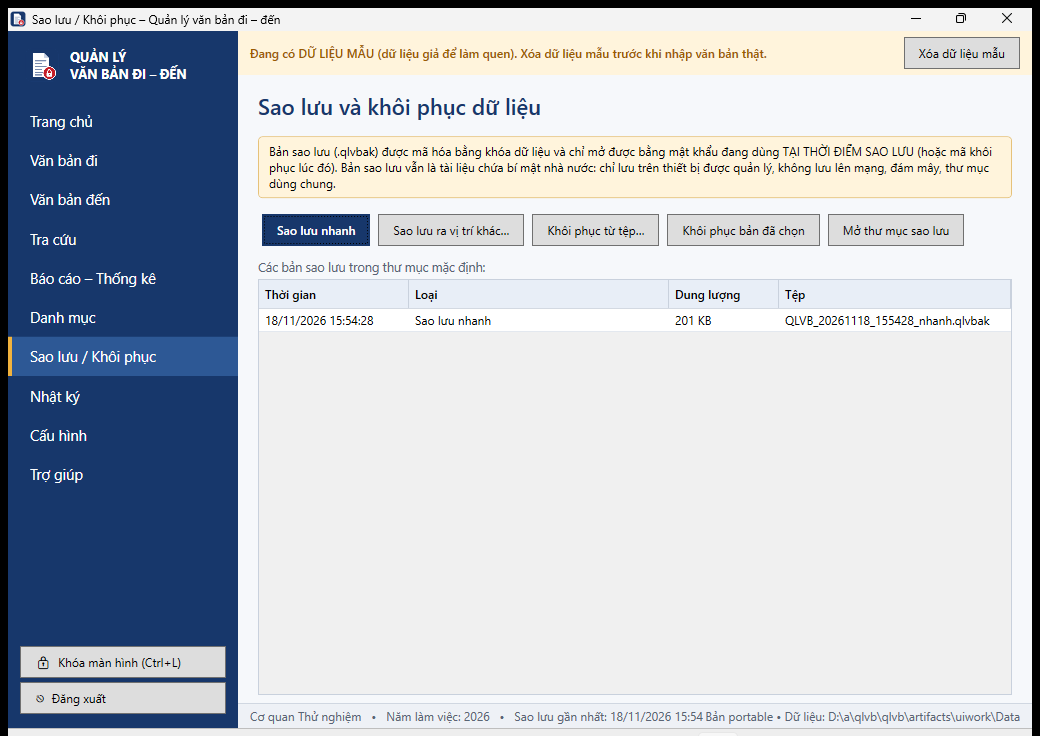 Sao lưu / Khôi phục – Quản lý văn bản đi – đến
QUẢN LÝ
VĂN BẢN ĐI – ĐẾN
Trang chủ
Văn bản đi
Văn bản đến
Tra cứu
Báo cáo – Thống kê
Danh mục
Sao lưu / Khôi phục
Nhật ký
Cấu hình
Trợ giúp
Khóa màn hình (Ctrl+L)
Đăng xuất
Đang có DỮ LIỆU MẪU (dữ liệu giả để làm quen). Xóa dữ liệu mẫu trước khi nhập văn bản thật.
Xóa dữ liệu mẫu
Sao lưu và khôi phục dữ liệu
Bản sao lưu (.qlvbak) được mã hóa bằng khóa dữ liệu và chỉ mở được bằng mật khẩu đang dùng TẠI THỜI ĐIỂM SAO LƯU (hoặc mã khôi
phục lúc đó). Bản sao lưu vẫn là tài liệu chứa bí mật nhà nước: chỉ lưu trên thiết bị được quản lý, không lưu lên mạng, đám mây, thư mục
dùng chung.
Sao lưu nhanh
Sao lưu ra vị trí khác...
Khôi phục từ tệp...
Khôi phục bản đã chọn
Mở thư mục sao lưu
Các bản sao lưu trong thư mục mặc định:
Thời gian Loại Dung lượng Tệp
18/11/2026 15:54:28 Sao lưu nhanh 201 KB QLVB_20261118_155428_nhanh.qlvbak
Cơ quan Thử nghiệm • Năm làm việc: 2026 • Sao lưu gần nhất: 18/11/2026 15:54 Bản portable • Dữ liệu: D:\a\qlvb\qlvb\artifacts\uiwork\Data